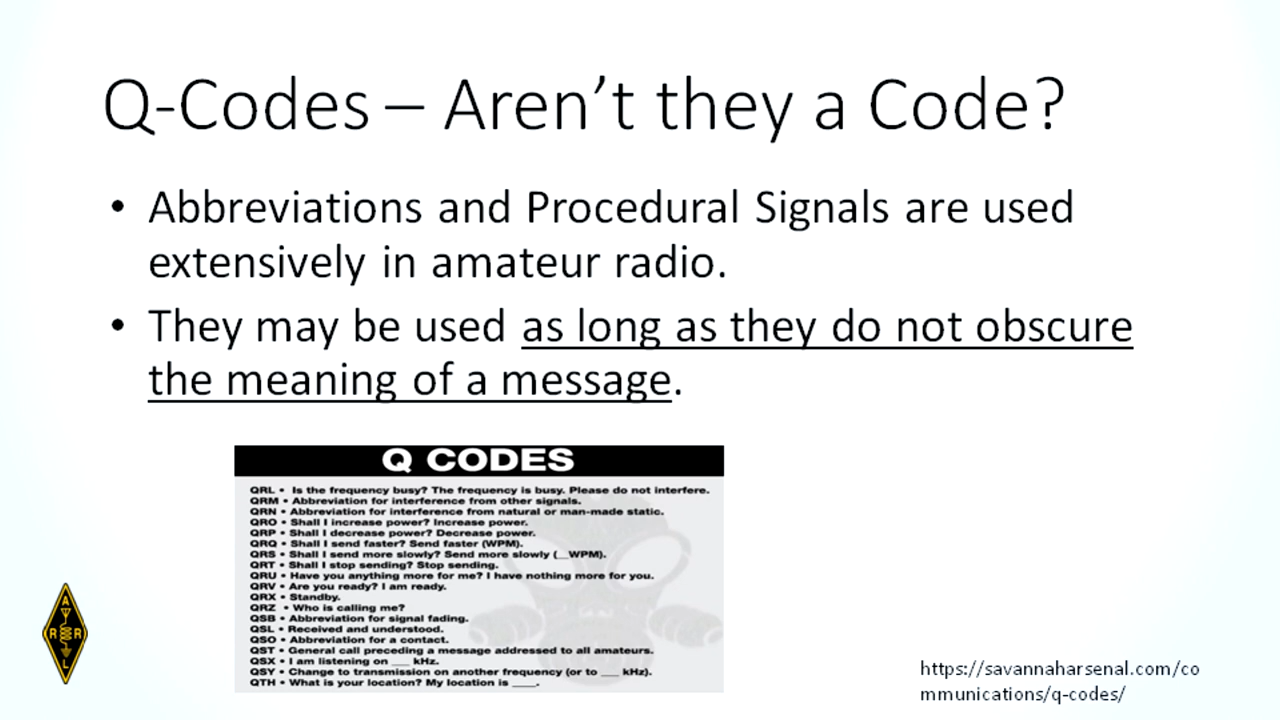 Q-Codes – Aren’t they a Code?
• Abbreviations and Procedural Signals are used
extensively in amateur radio.
• They may be used as long as they do not obscure
the meaning of a message.
Q CODES
QRL • Is the frequency busy? The frequency is busy. Please do not interfere.
QRM • Abbreviation for interference from other signals.
QRN • Abbreviation for interference from natural or man-made static.
QRO • Shall I increase power? Increase power.
QRP • Shall I decrease power? Decrease power.
QRQ • Shall I send faster? Send faster (WPM).
QRS • Shall I send more slowly? Send more slowly (__WPM).
QRT • Shall I stop sending? Stop sending.
QRU • Have you anything more for me? I have nothing more for you.
QRV • Are you ready? I am ready.
QRX • Standby.
QRZ • Who is calling me?
QSB • Abbreviation for signal fading.
QSL • Received and understood.
QSO • Abbreviation for a contact.
QST • General call preceding a message addressed to all amateurs.
QSX • I am listening on ___ kHz.
QSY • Change to transmission on another frequency (or to ___ kHz).
QTH • What is your location? My location is ____.
A
R R
L
https://savannaharsenal.com/co
mmunications/q-codes/